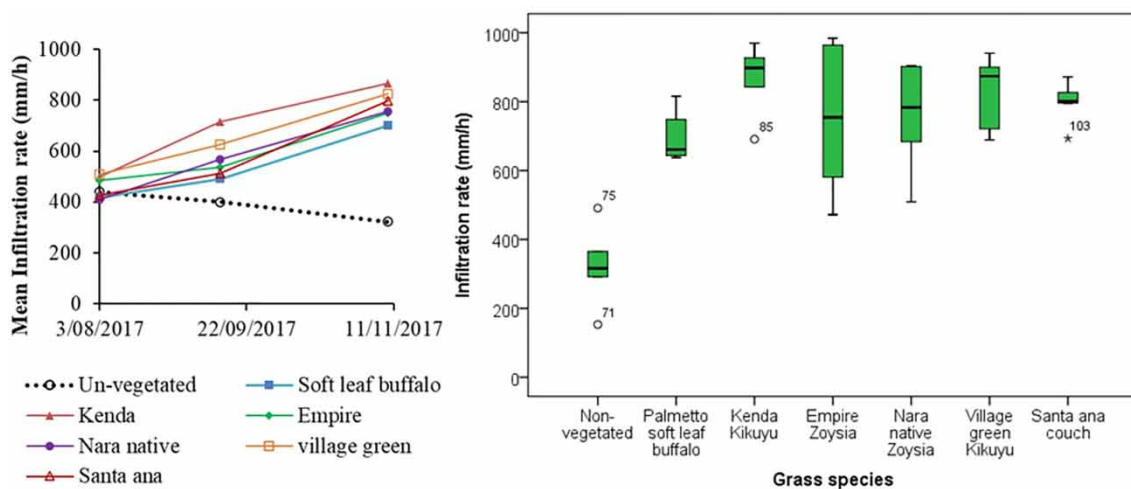 Mean Infiltration rate (mm/h)
1000
800
600
400
200
0
3/08/2017 22/09/2017 11/11/2017
Un-vegetated Soft leaf buffalo
Kenda Empire
Nara native village green
Santa ana
Infiltration rate (mm/h)
1000
800
600
400
200
0
75
71
85
103
Non-vegetated
Palmetto soft leaf buffalo
Kenda Kikuyu
Empire Zoysia
Nara native Zoysia
Village green Kikuyu
Santa ana couch
Grass species